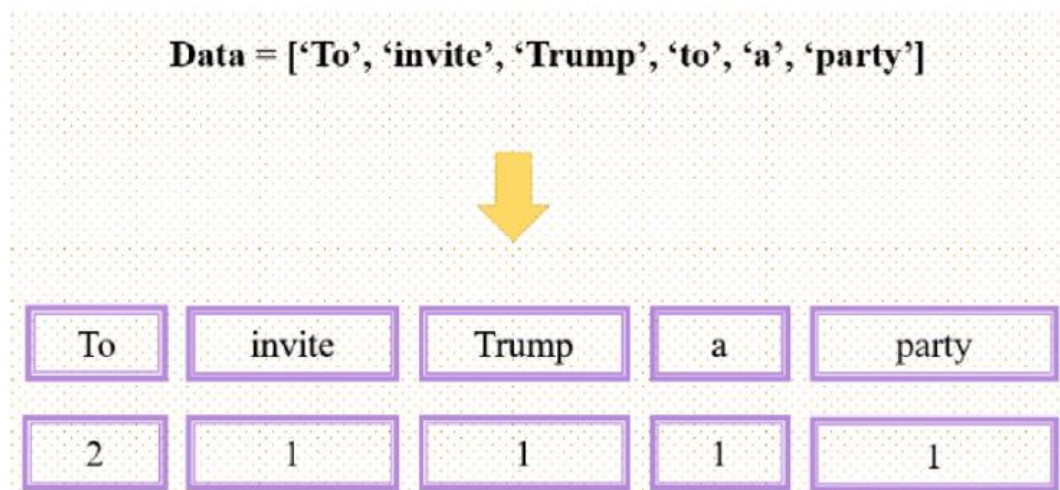 Data = [‘To’, ‘invite’, ‘Trump’, ‘to’, ‘a’, ‘party’]
To invite Trump a party
2 1 1 1 1